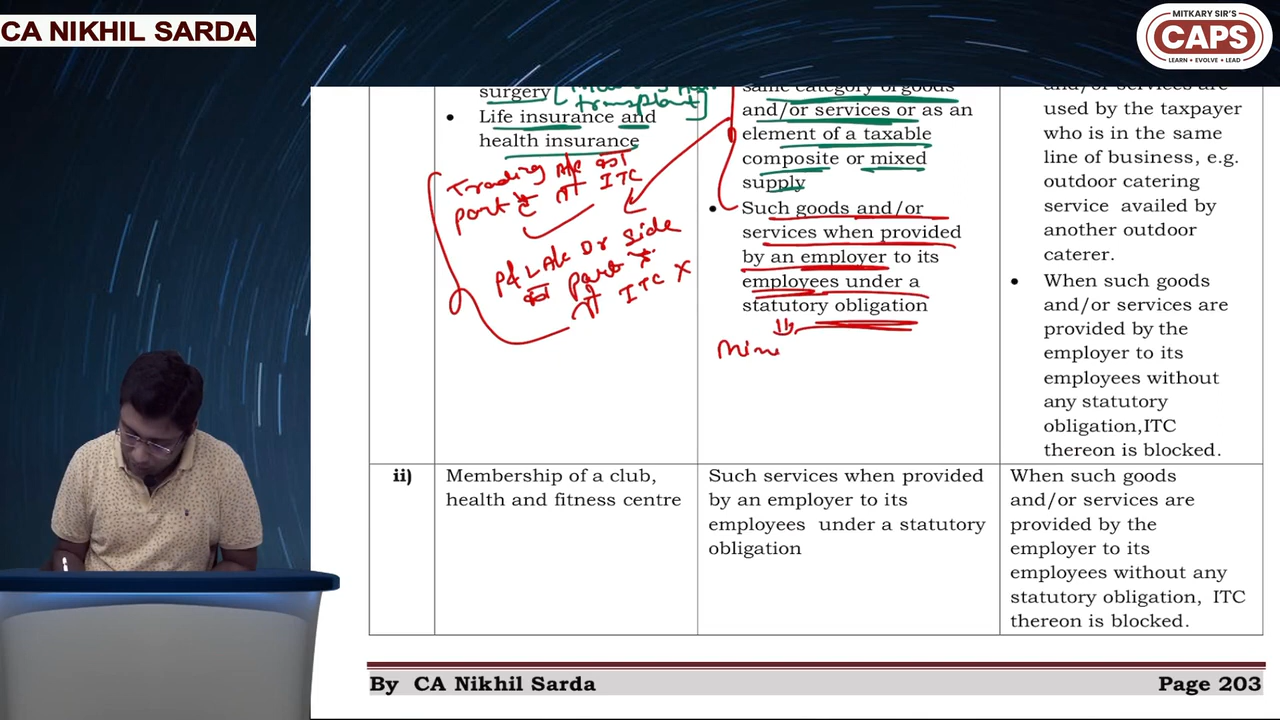 CA NIKHIL SARDA
MITKARY SIR'S
CAPS
LEARN • EVOLVE • LEAD
surgery [
transplant]
• Life insurance and
health insurance
Trading A/c का
part है तो ITC
P&L A/c Dr Side
का part है
तो ITC X
same category of goods
and/or services or as an
element of a taxable
composite or mixed
supply
• Such goods and/or
services when provided
by an employer to its
employees under a
statutory obligation
Mine
and/or services are
used by the taxpayer
who is in the same
line of business, e.g.
outdoor catering
service availed by
another outdoor
caterer.
• When such goods
and/or services are
provided by the
employer to its
employees without
any statutory
obligation,ITC
thereon is blocked.
ii)
Membership of a club,
health and fitness centre
Such services when provided
by an employer to its
employees under a statutory
obligation
When such goods
and/or services are
provided by the
employer to its
employees without any
statutory obligation, ITC
thereon is blocked.
By CA Nikhil Sarda
Page 203